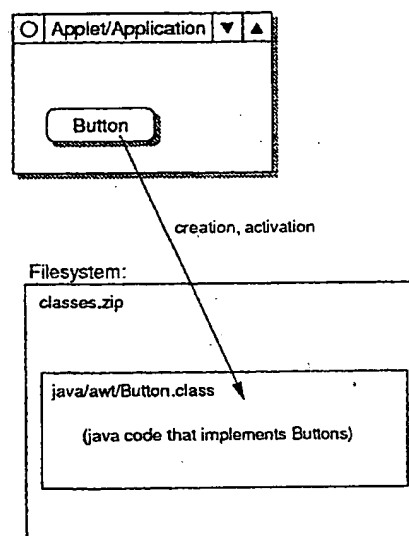 Applet/Application
Button
creation, activation
Filesystem:
classes.zip
java/awt/Button.class
(java code that implements Buttons)